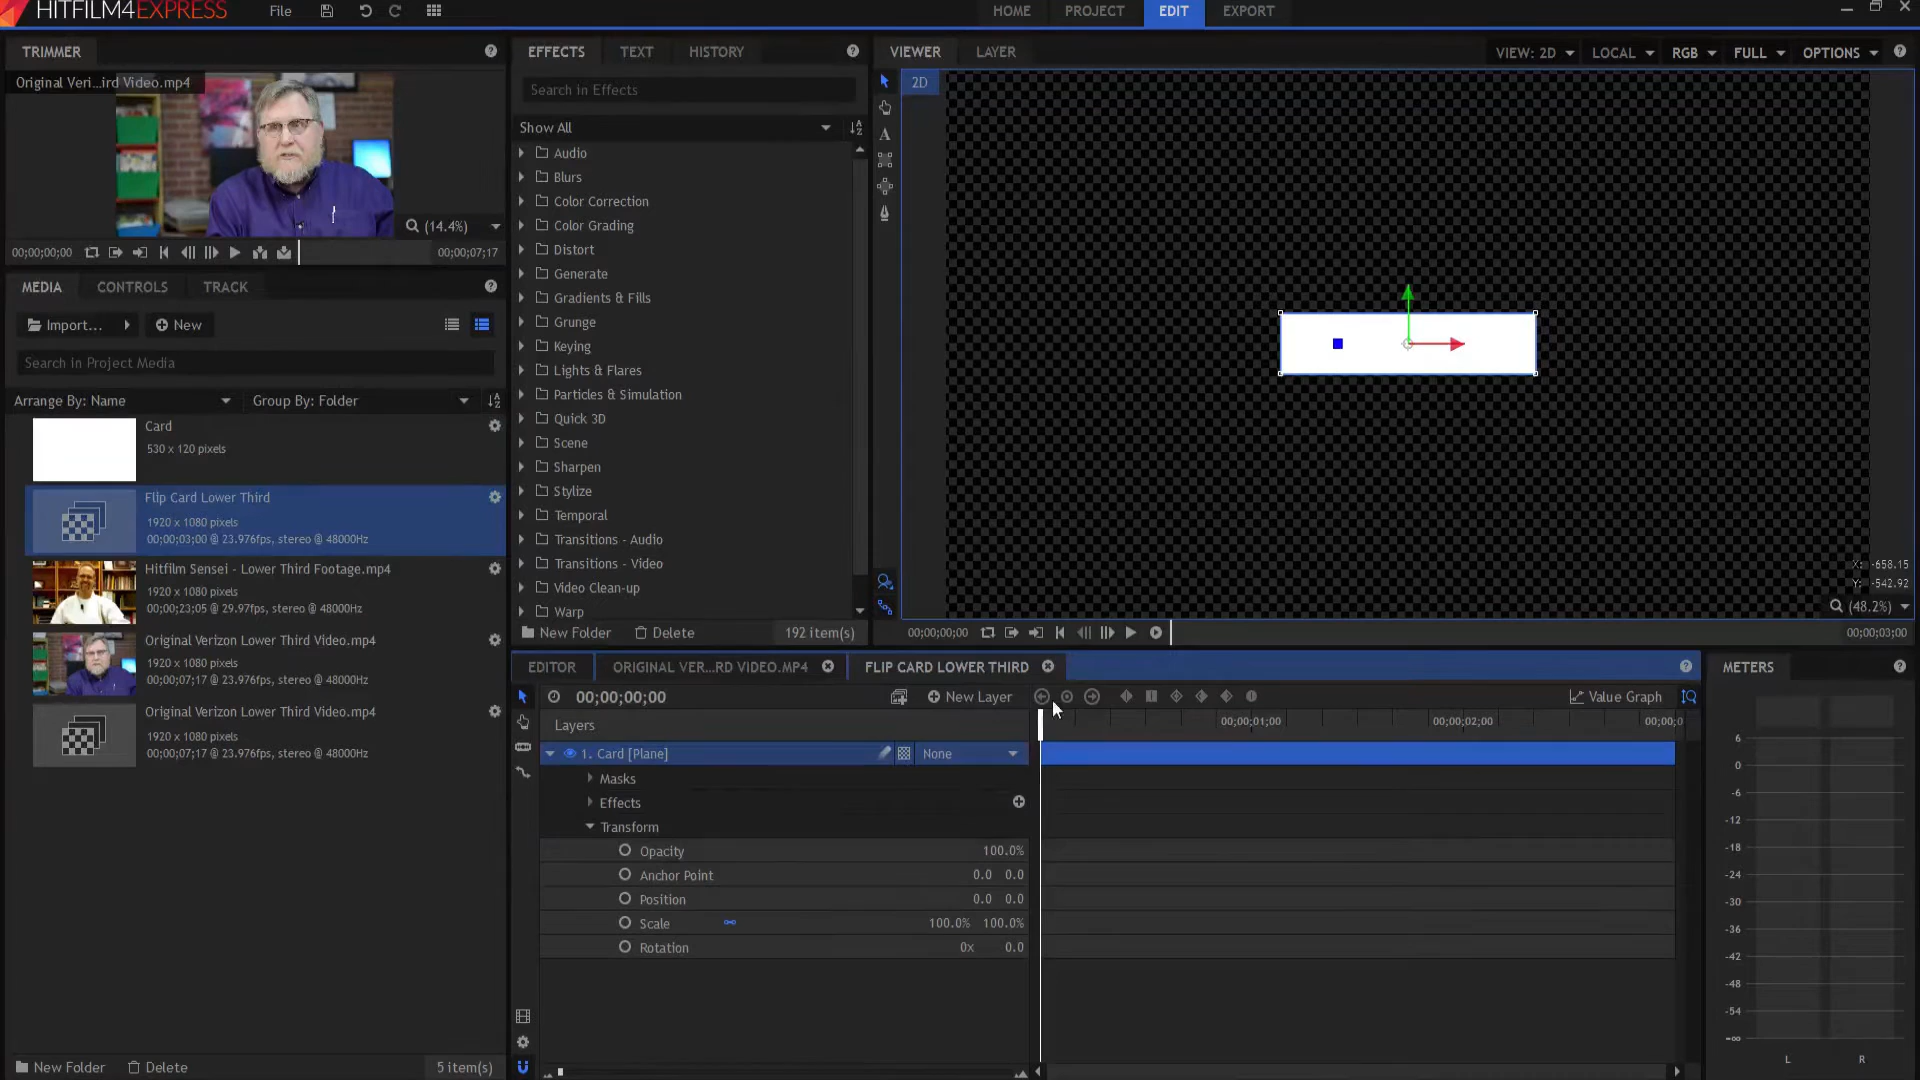 HITFILM4EXPRESS
File
HOME
PROJECT
EDIT
EXPORT
TRIMMER
Original Veri...ird Video.mp4
(14.4%)
00;00;00;00
00;00;07;17
EFFECTS
TEXT
HISTORY
Search in Effects
Show All
Audio
Blurs
Color Correction
Color Grading
Distort
Generate
Gradients & Fills
Grunge
Keying
Lights & Flares
Particles & Simulation
Quick 3D
Scene
Sharpen
Stylize
Temporal
Transitions - Audio
Transitions - Video
Video Clean-up
Warp
New Folder
Delete
192 item(s)
VIEWER
LAYER
VIEW: 2D
LOCAL
RGB
FULL
OPTIONS
2D
A
X: -658.15
Y: -542.92
(48.2%)
00;00;00;00
00;00;03;00
MEDIA
CONTROLS
TRACK
Import...
New
Search in Project Media
Arrange By: Name
Group By: Folder
Card
530 x 120 pixels
Flip Card Lower Third
1920 x 1080 pixels
00;00;03;00 @ 23.976fps, stereo @ 48000Hz
Hitfilm Sensei - Lower Third Footage.mp4
1920 x 1080 pixels
00;00;23;05 @ 29.97fps, stereo @ 48000Hz
Original Verizon Lower Third Video.mp4
1920 x 1080 pixels
00;00;07;17 @ 23.976fps, stereo @ 48000Hz
Original Verizon Lower Third Video.mp4
1920 x 1080 pixels
00;00;07;17 @ 23.976fps, stereo @ 48000Hz
New Folder
Delete
5 item(s)
EDITOR
ORIGINAL VER...RD VIDEO.MP4
FLIP CARD LOWER THIRD
00;00;00;00
New Layer
Value Graph
Layers
00;00;01;00
00;00;02;00
00;00;0
1. Card [Plane]
None
Masks
Effects
Transform
Opacity
100.0%
Anchor Point
0.0 0.0
Position
0.0 0.0
Scale
100.0% 100.0%
Rotation
0x 0.0
METERS
6
0
-6
-12
-18
-24
-30
-36
-42
-48
-54
-∞
L
R